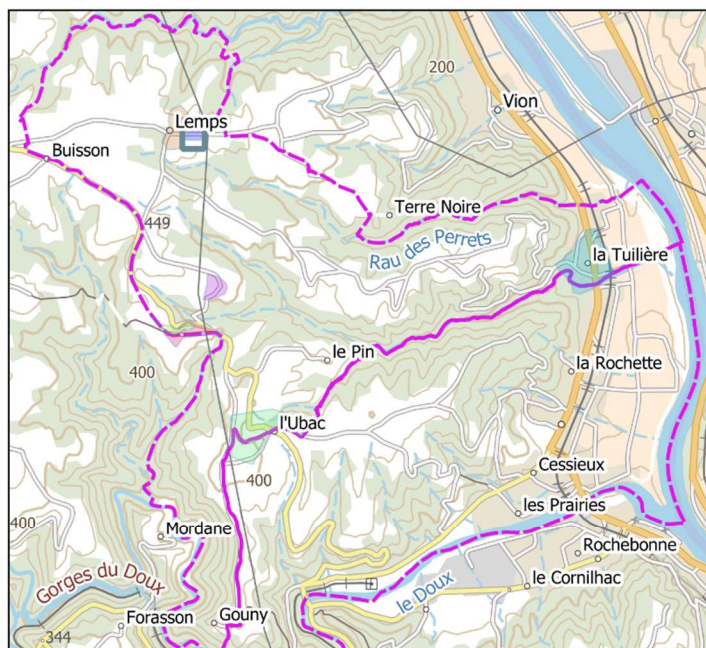 200
Vion
Lemps
Buisson
Terre Noire
449
Rau des Perrets
la Tuilière
le Pin
400
la Rochette
l'Ubac
400
Cessieux
400
les Prairies
Mordane
Rochebonne
Gorges du Doux
le Cornilhac
le Doux
Forasson
Gouny
344